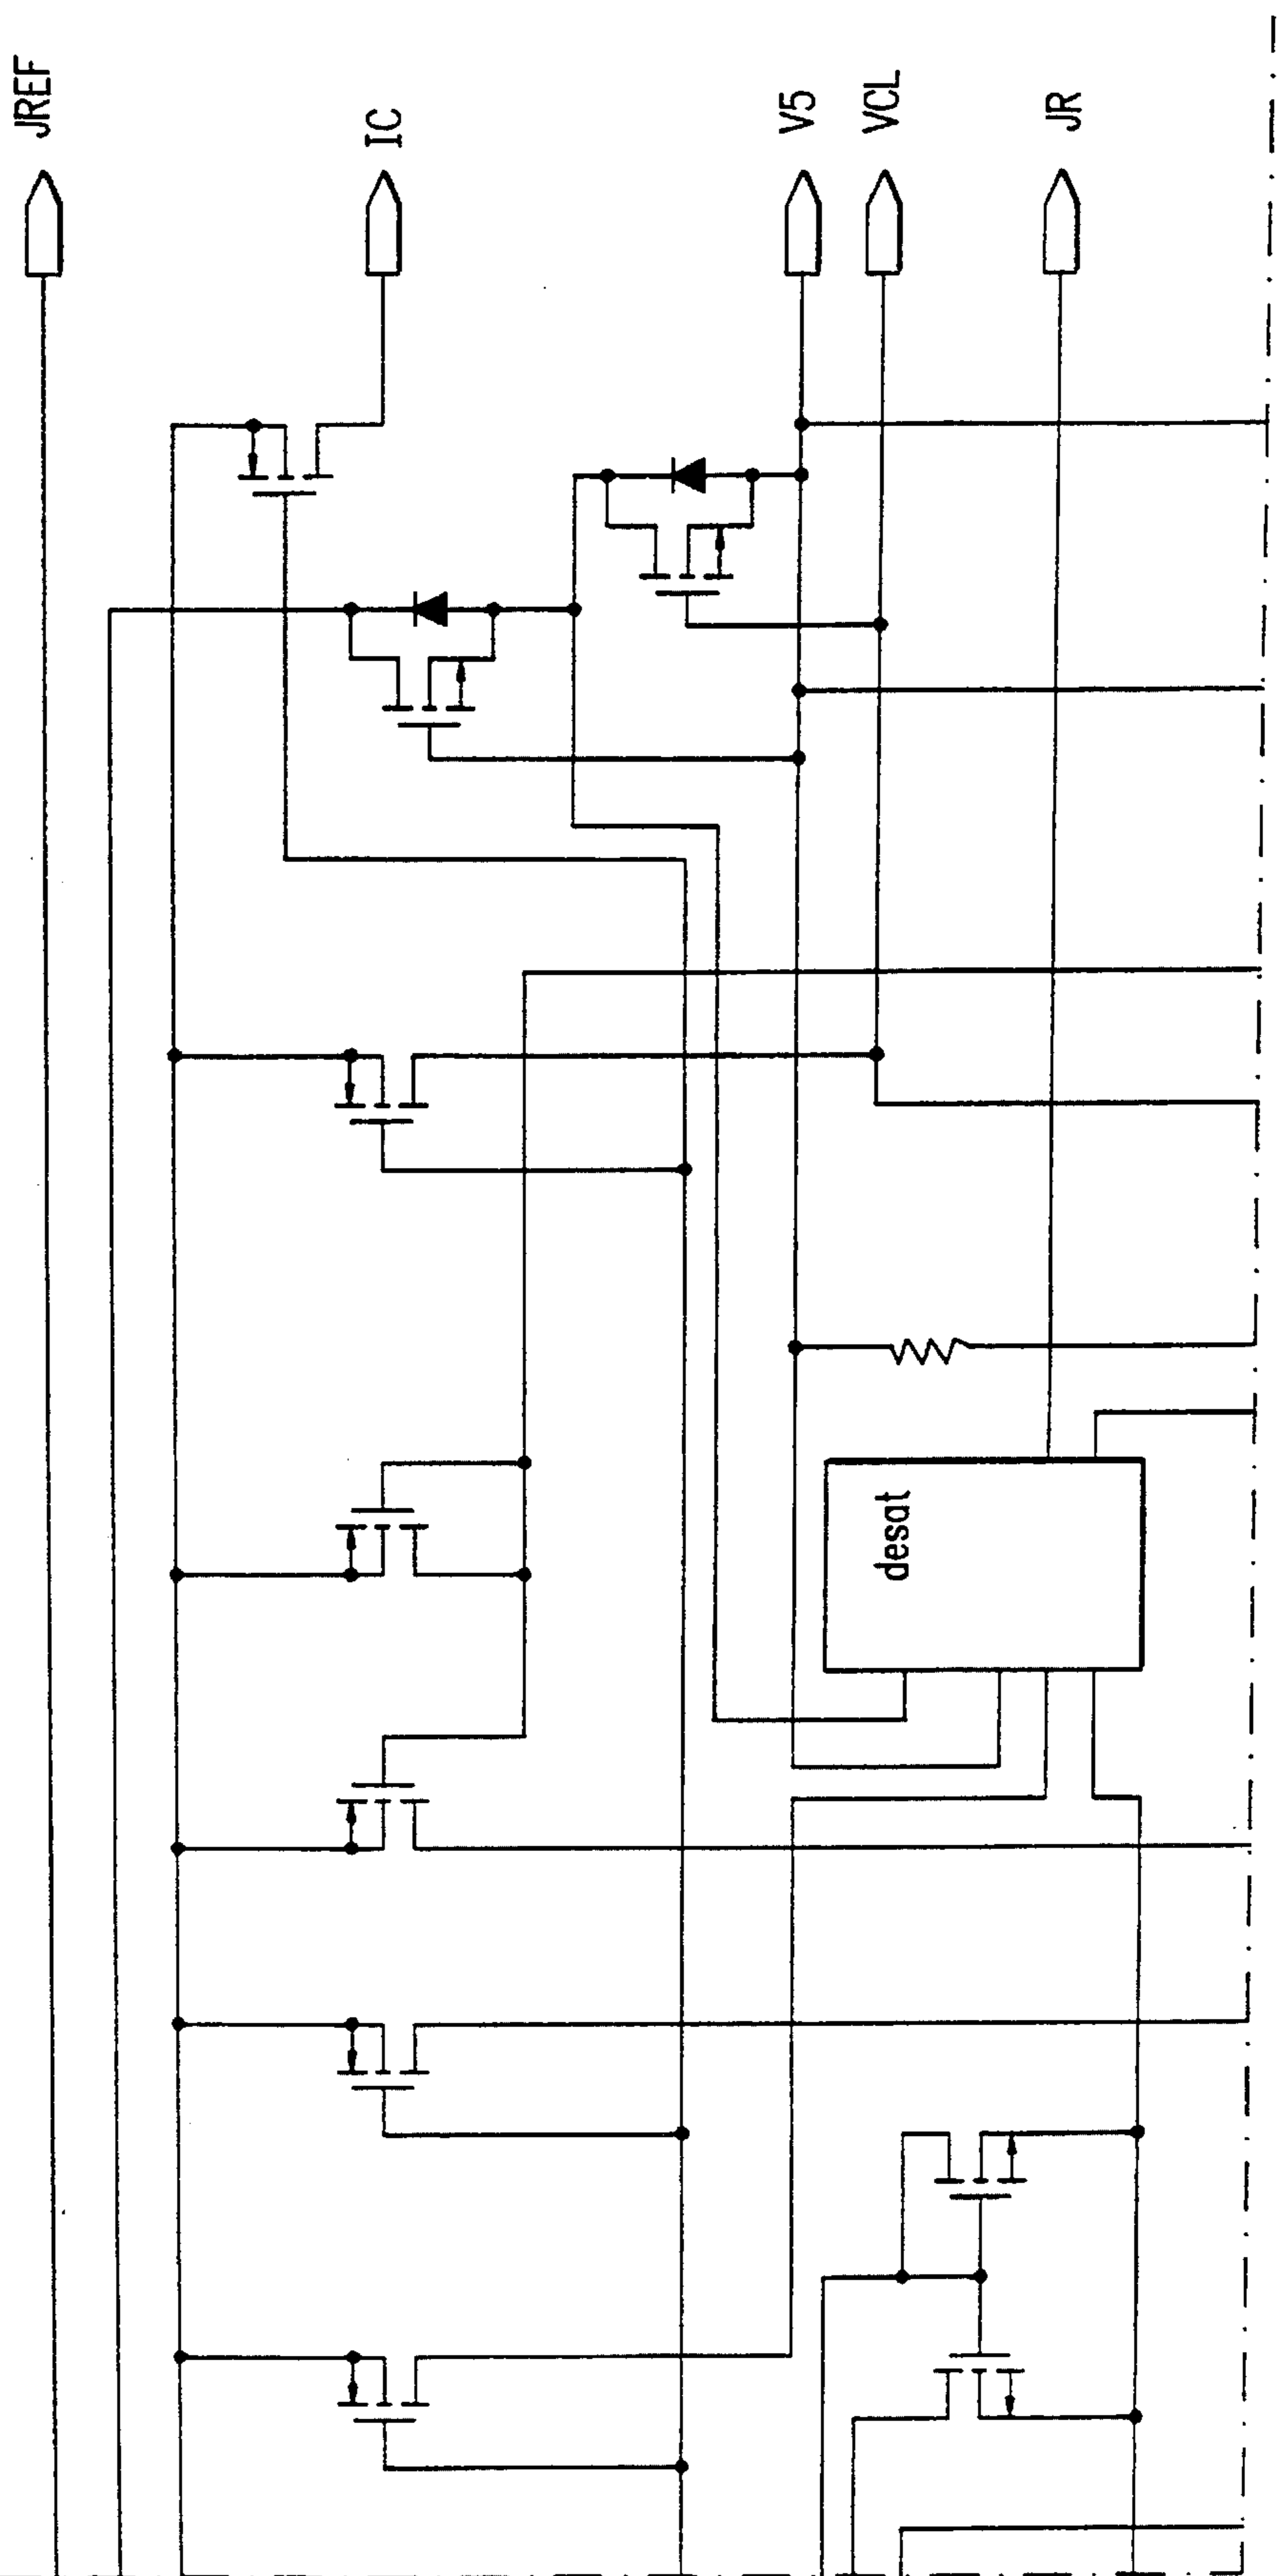 JREF
IC
V5
VCL
JR
desat